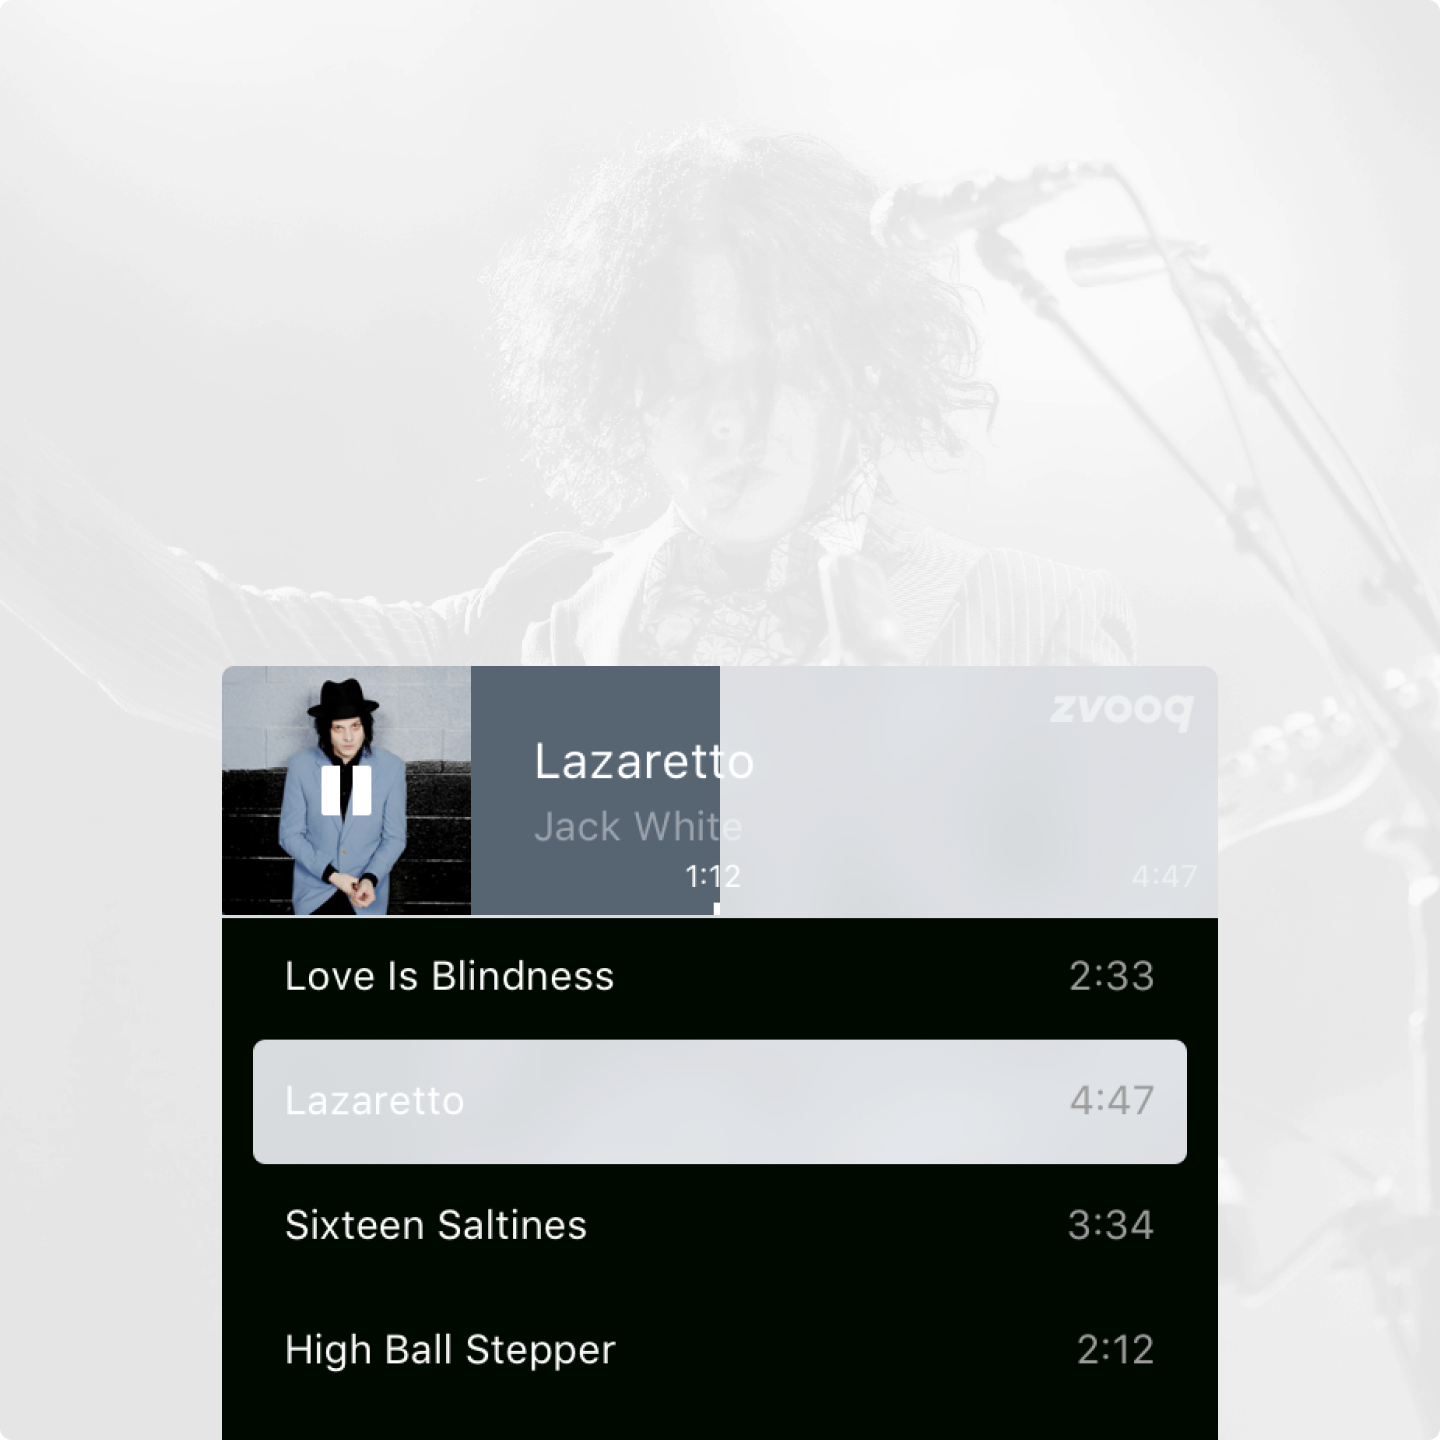 zvooq
Lazaretto
Jack White
1:12 4:47
Love Is Blindness 2:33
Lazaretto 4:47
Sixteen Saltines 3:34
High Ball Stepper 2:12